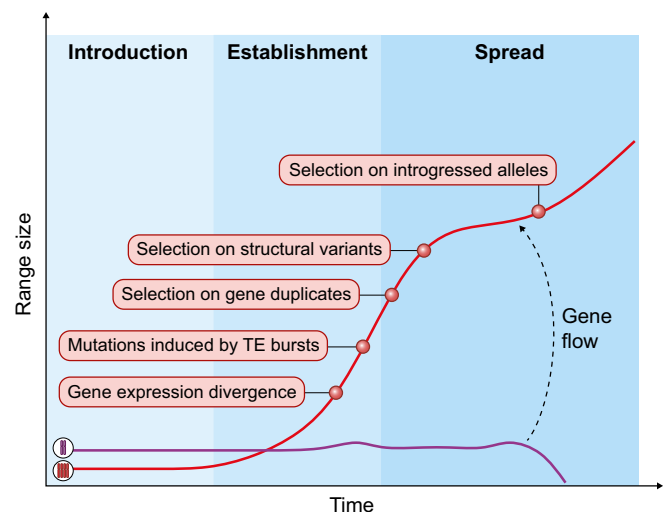 Introduction
Establishment
Spread
Selection on introgressed alleles
Selection on structural variants
Selection on gene duplicates
Mutations induced by TE bursts
Gene expression divergence
Gene
flow
Range size
Time